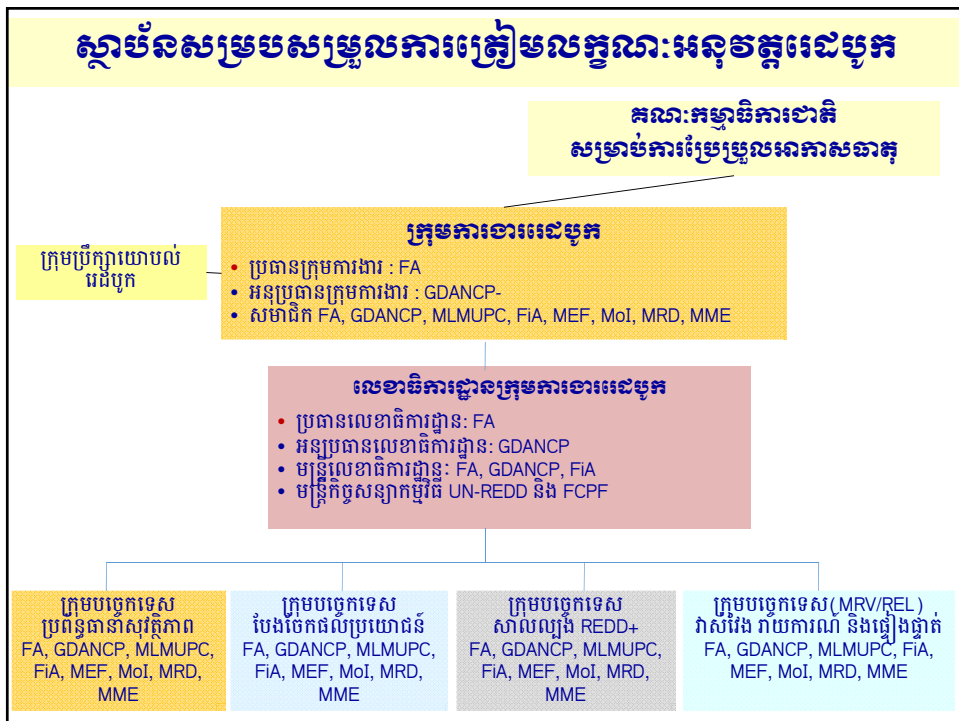 ស្ថាប័នសម្របសម្រួលការត្រៀមលក្ខណៈអនុវត្តរេដបូក
គណៈកម្មាធិការជាតិ
សម្រាប់ការប្រែប្រួលអាកាសធាតុ
ក្រុមការងាររេដបូក
ក្រុមប្រឹក្សាយោបល់
រេដបូក
• ប្រធានក្រុមការងារ : FA
• អនុប្រធានក្រុមការងារ : GDANCP-
• សមាជិក FA, GDANCP, MLMUPC, FiA, MEF, MoI, MRD, MME
លេខាធិការដ្ឋានក្រុមការងាររេដបូក
• ប្រធានលេខាធិការដ្ឋាន: FA
• អនុប្រធានលេខាធិការដ្ឋាន: GDANCP
• មន្ត្រីលេខាធិការដ្ឋាន: FA, GDANCP, FiA
• មន្ត្រីកិច្ចសន្យាកម្មវិធី UN-REDD និង FCPF
ក្រុមបច្ចេកទេស
ប្រព័ន្ធធានាសុវត្ថិភាព
FA, GDANCP, MLMUPC,
FiA, MEF, MoI, MRD,
MME
ក្រុមបច្ចេកទេស
បែងចែកផលប្រយោជន៍
FA, GDANCP, MLMUPC,
FiA, MEF, MoI, MRD,
MME
ក្រុមបច្ចេកទេស
សាលល្បង REDD+
FA, GDANCP, MLMUPC,
FiA, MEF, MoI, MRD,
MME
ក្រុមបច្ចេកទេស(MRV/REL)
វាស់វែង រាយការណ៍ និងផ្ទៀងផ្ទាត់
FA, GDANCP, MLMUPC, FiA,
MEF, MoI, MRD, MME